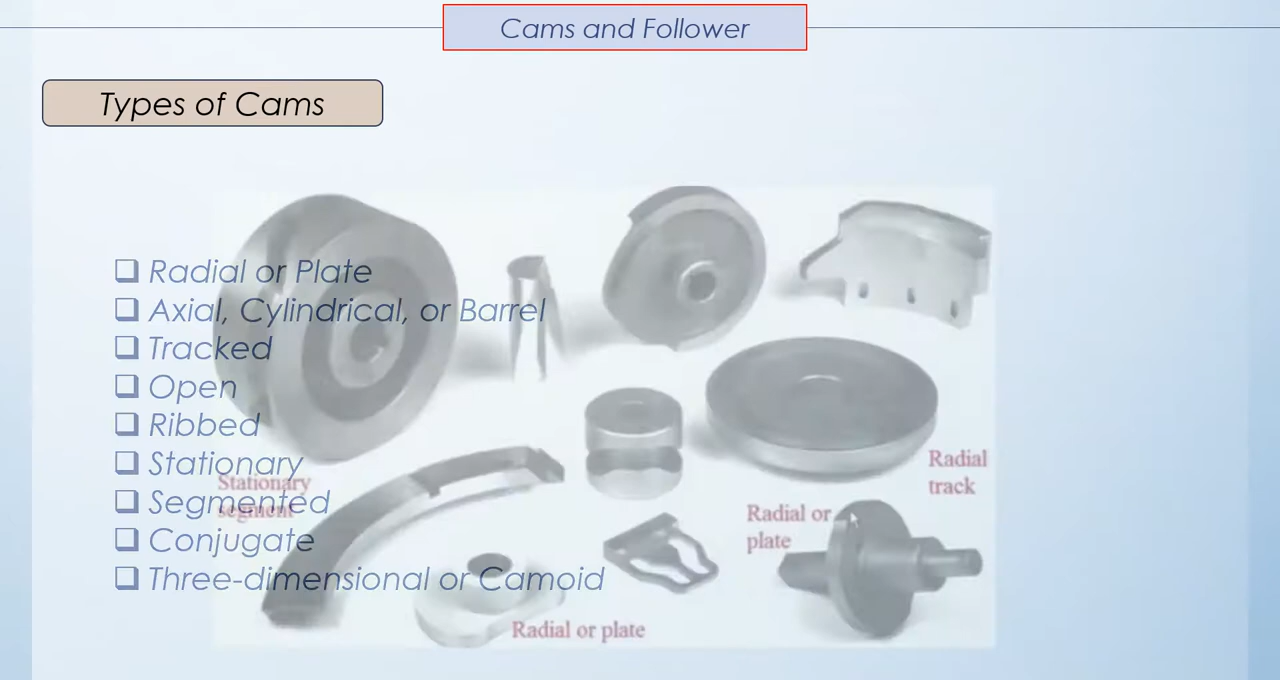 Cams and Follower
Types of Cams
Radial or Plate
Axial, Cylindrical, or Barrel
Tracked
Open
Ribbed
Stationary
Segmented
Conjugate
Three-dimensional or Camoid
Stationary
segment
Radial
track
Radial or
plate
Radial or plate